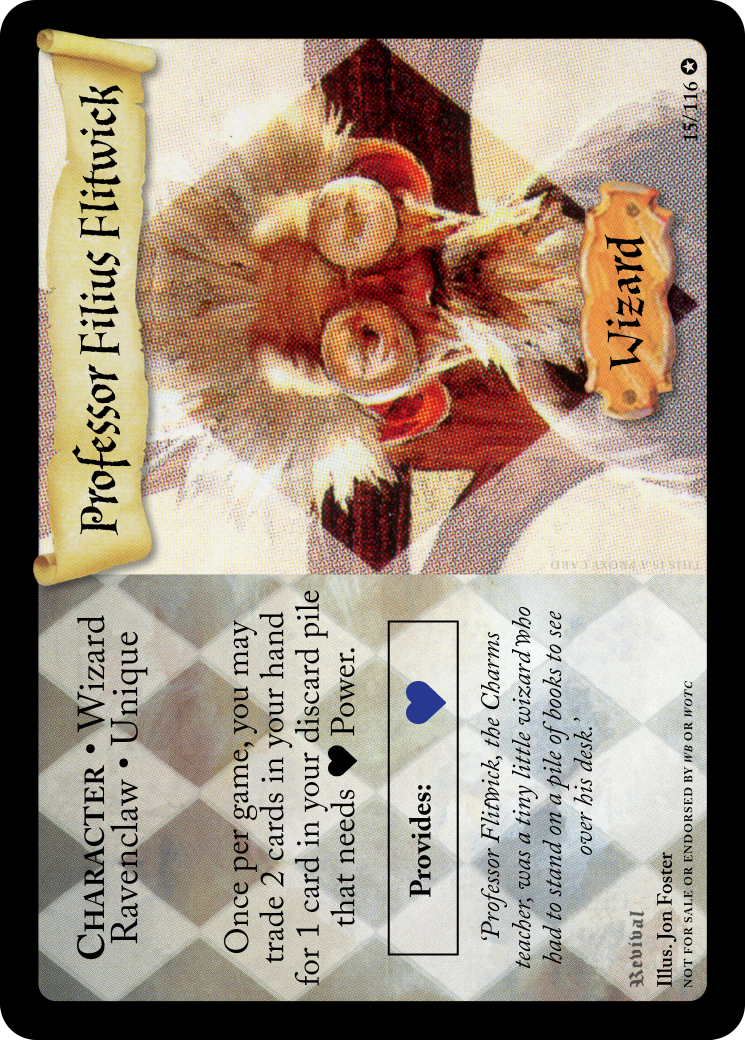 Professor Filius Flitwick
CHARACTER • Wizard
Ravenclaw • Unique
Once per game, you may
trade 2 cards in your hand
for 1 card in your discard pile
that needs ♥ Power.
Provides: ♥
‘Professor Flitwick, the Charms
teacher, was a tiny little wizard who
had to stand on a pile of books to see
over his desk.’
Revival
Illus. Jon Foster
NOT FOR SALE OR ENDORSED BY WB OR WOTC
THIS IS A PROXY CARD
Wizard
15/116 ✪